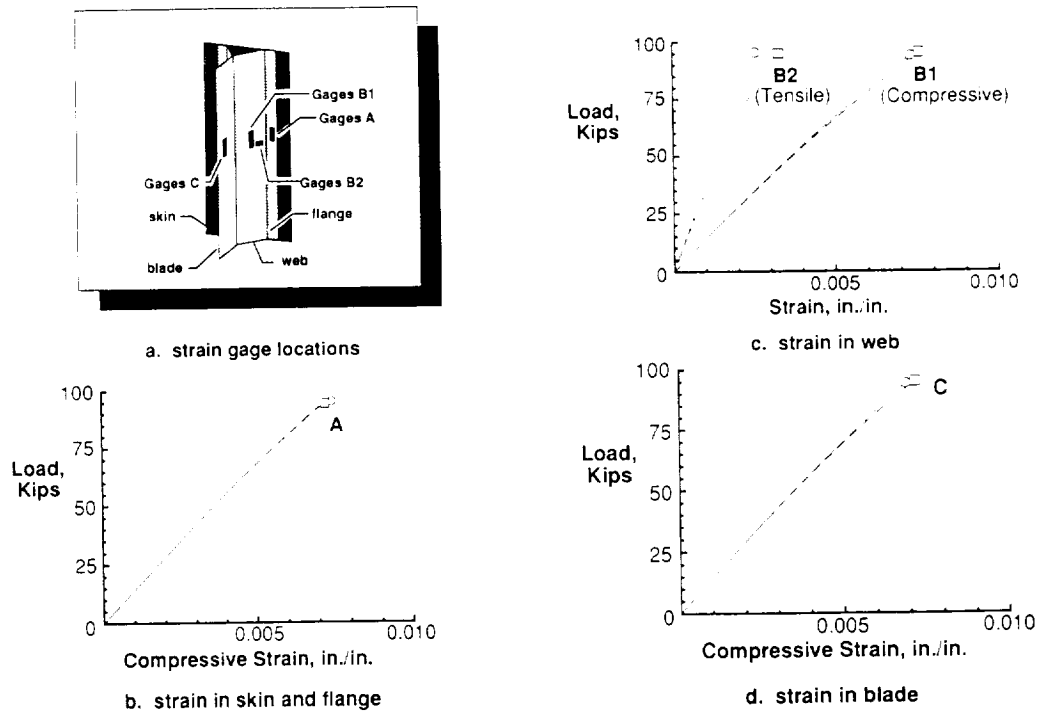 Gages B1
Gages A
Gages C
Gages B2
skin
flange
blade
web
a. strain gage locations
100
75
Load,
Kips
50
25
0
0.005
0.010
A
Compressive Strain, in./in.
b. strain in skin and flange
100
75
Load,
Kips
50
25
0
0.005
0.010
B2
(Tensile)
B1
(Compressive)
Strain, in./in.
c. strain in web
100
75
Load,
Kips
50
25
0
0.005
0.010
C
Compressive Strain, in./in.
d. strain in blade